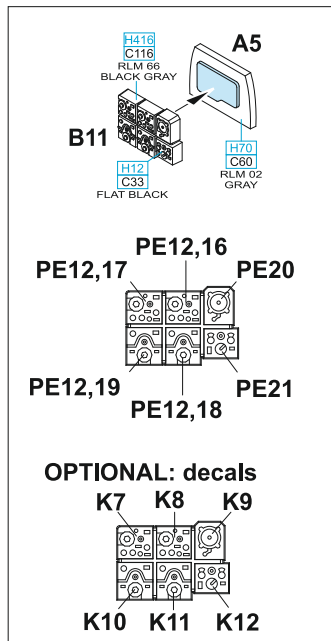 H416
C116
RLM 66
BLACK GRAY
A5
B11
H12
C33
FLAT BLACK
H70
C60
RLM 02
GRAY
PE12,16
PE12,17
PE20
PE12,19
PE21
PE12,18
OPTIONAL: decals
K7
K8
K9
K10
K11
K12